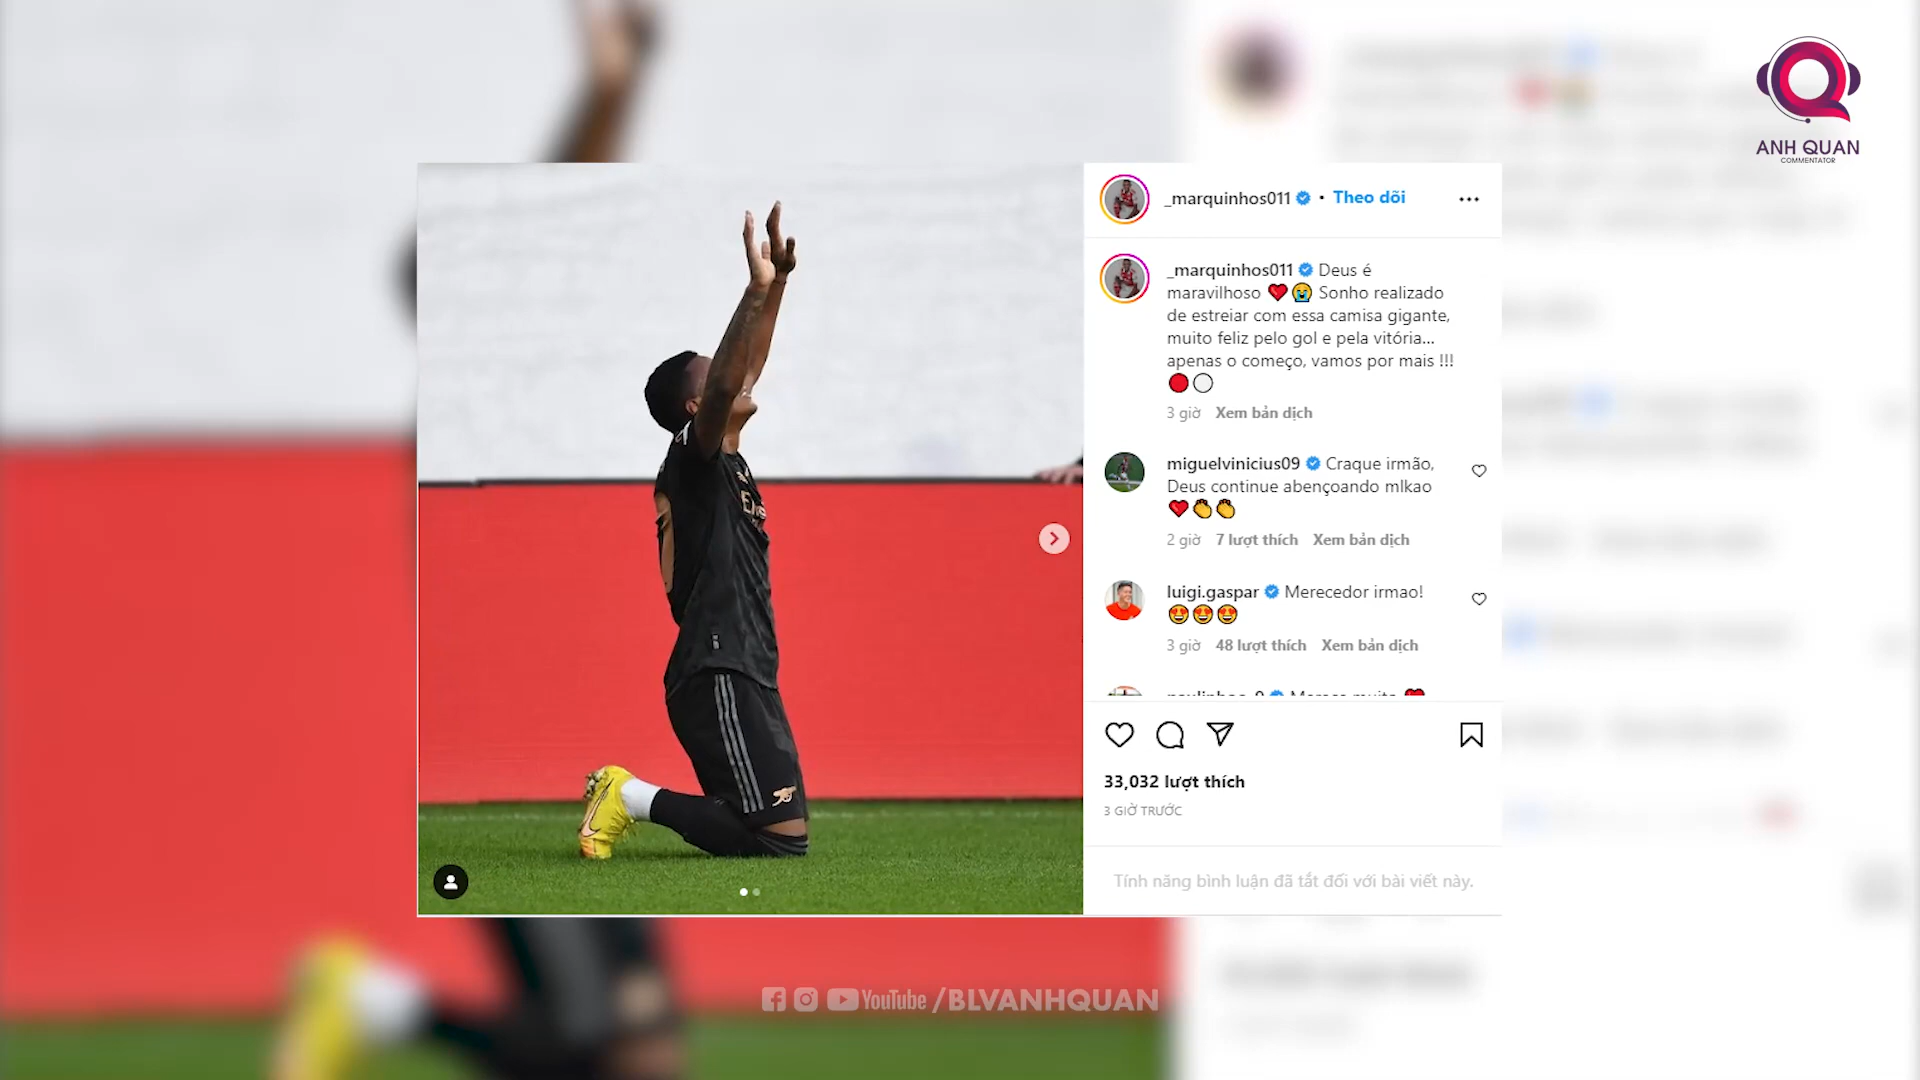 ANH QUAN
COMMENTATOR
_marquinhos011 • Theo dõi
_marquinhos011 Deus é
maravilhoso ❤️😭 Sonho realizado
de estreiar com essa camisa gigante,
muito feliz pelo gol e pela vitória...
apenas o começo, vamos por mais !!!
🔴⚪
3 giờ Xem bản dịch
miguelvinicius09 Craque irmão,
Deus continue abençoando mlkao
❤️👏👏
2 giờ 7 lượt thích Xem bản dịch
luigi.gaspar Merecedor irmao!
😍😍😍
3 giờ 48 lượt thích Xem bản dịch
33,032 lượt thích
3 GIỜ TRƯỚC
Tính năng bình luận đã tắt đối với bài viết này.
YouTube /BLVANHQUAN